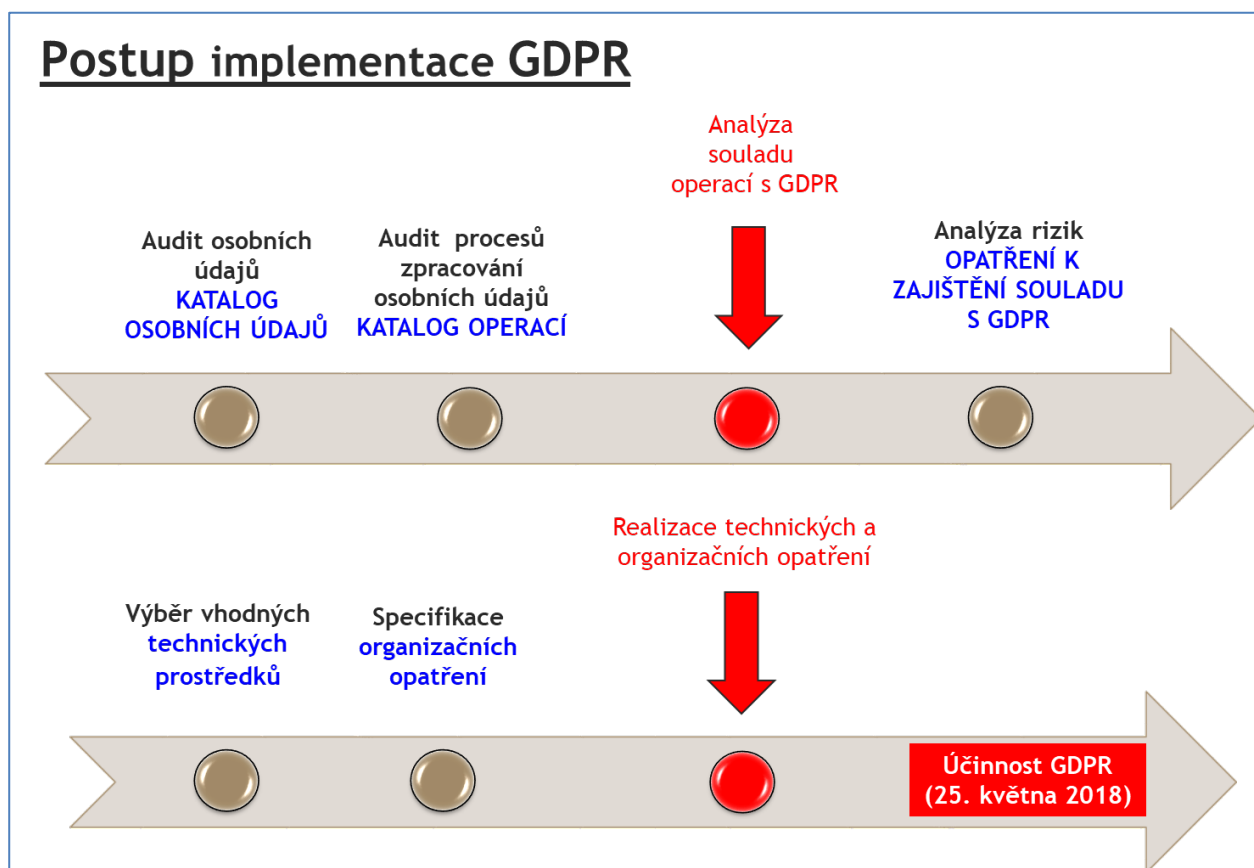 Postup implementace GDPR
Analýza
souladu
operací s GDPR
Audit osobních
údajů
KATALOG
OSOBNÍCH ÚDAJŮ
Audit procesů
zpracování
osobních údajů
KATALOG OPERACÍ
Analýza rizik
OPATŘENÍ K
ZAJIŠTĚNÍ SOULADU
S GDPR
Realizace technických a
organizačních opatření
Výběr vhodných
technických
prostředků
Specifikace
organizačních
opatření
Účinnost GDPR
(25. května 2018)